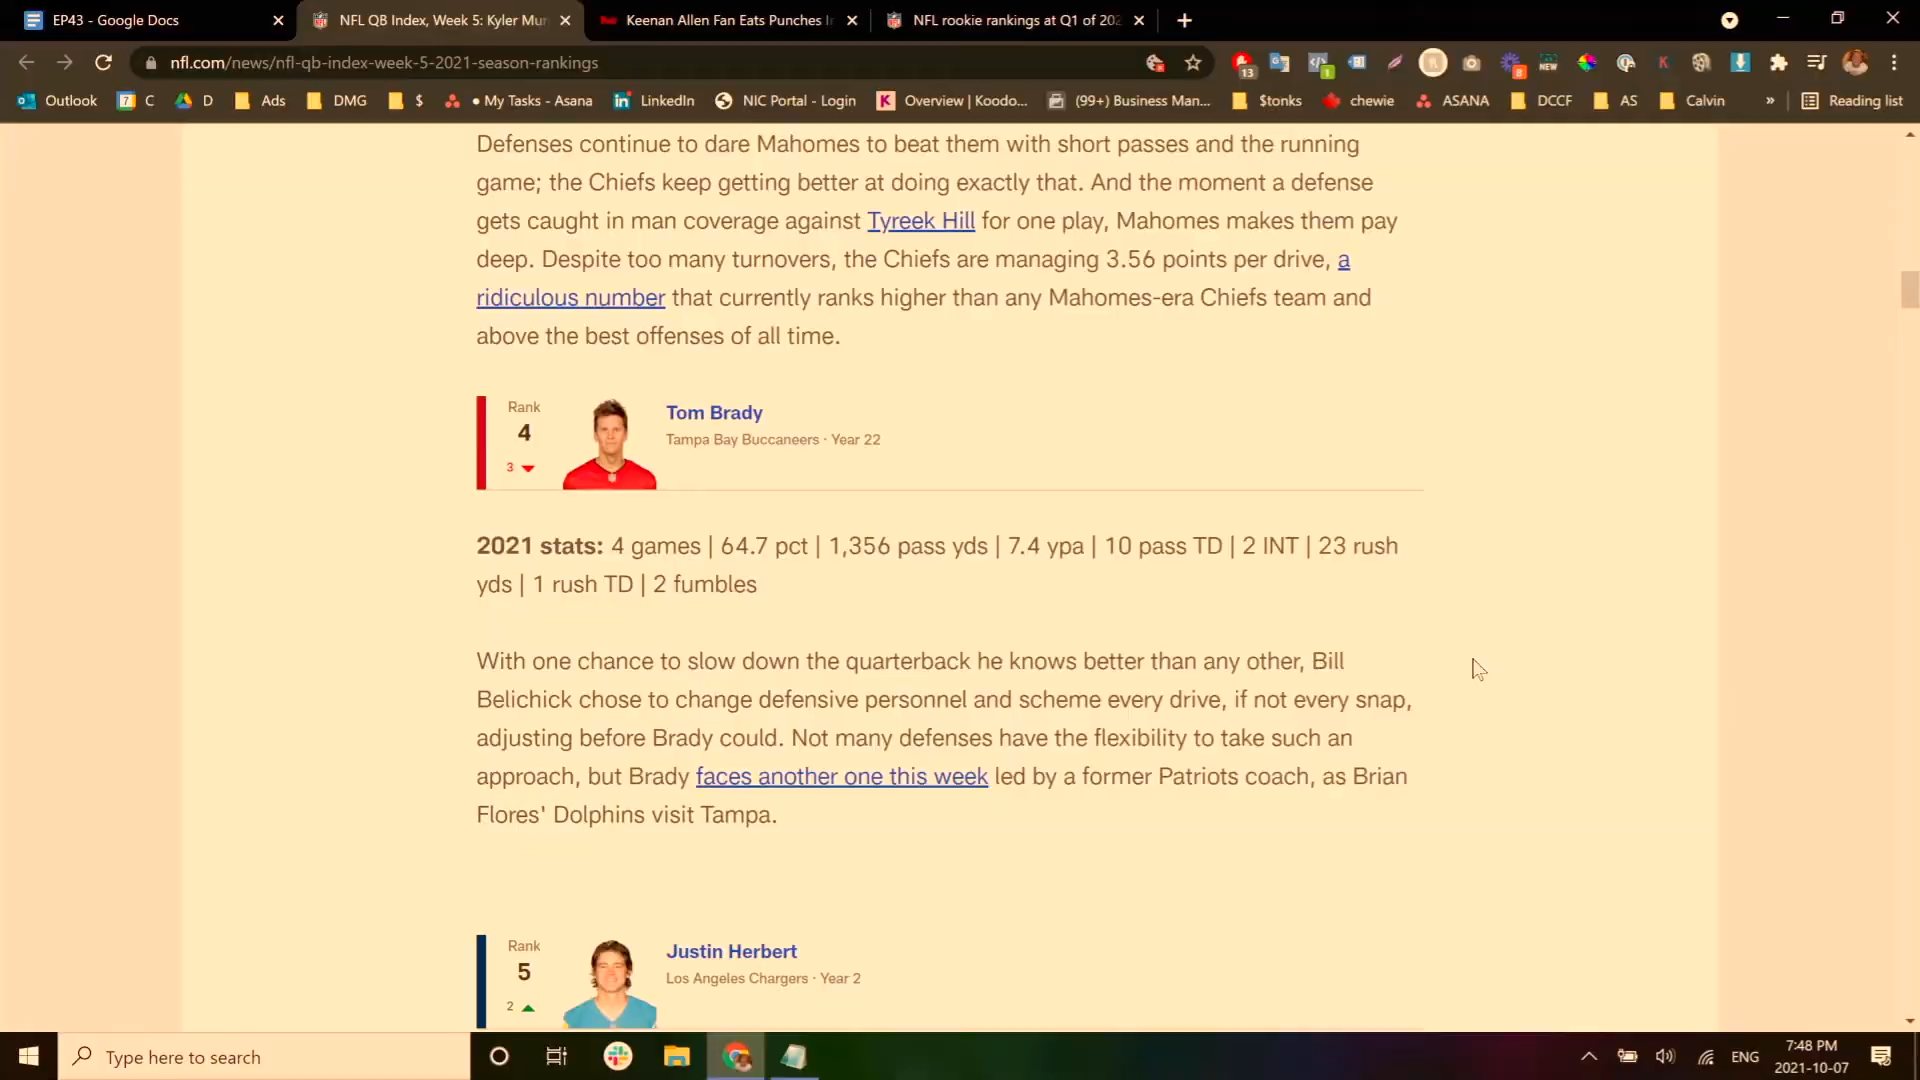 EP43 - Google Docs
NFL QB Index, Week 5: Kyler Mur
Keenan Allen Fan Eats Punches I
NFL rookie rankings at Q1 of 202
nfl.com/news/nfl-qb-index-week-5-2021-season-rankings
13
1
8
NEW
K
Outlook
7 C
D
Ads
DMG
$
• My Tasks - Asana
LinkedIn
NIC Portal - Login
K Overview | Koodo...
(99+) Business Man...
$tonks
chewie
ASANA
DCCF
AS
Calvin
»
Reading list
Defenses continue to dare Mahomes to beat them with short passes and the running
game; the Chiefs keep getting better at doing exactly that. And the moment a defense
gets caught in man coverage against Tyreek Hill for one play, Mahomes makes them pay
deep. Despite too many turnovers, the Chiefs are managing 3.56 points per drive, a
ridiculous number that currently ranks higher than any Mahomes-era Chiefs team and
above the best offenses of all time.
Rank
4
3
Tom Brady
Tampa Bay Buccaneers · Year 22
2021 stats: 4 games | 64.7 pct | 1,356 pass yds | 7.4 ypa | 10 pass TD | 2 INT | 23 rush
yds | 1 rush TD | 2 fumbles
With one chance to slow down the quarterback he knows better than any other, Bill
Belichick chose to change defensive personnel and scheme every drive, if not every snap,
adjusting before Brady could. Not many defenses have the flexibility to take such an
approach, but Brady faces another one this week led by a former Patriots coach, as Brian
Flores' Dolphins visit Tampa.
Rank
5
2
Justin Herbert
Los Angeles Chargers · Year 2
Type here to search
ENG
7:48 PM
2021-10-07